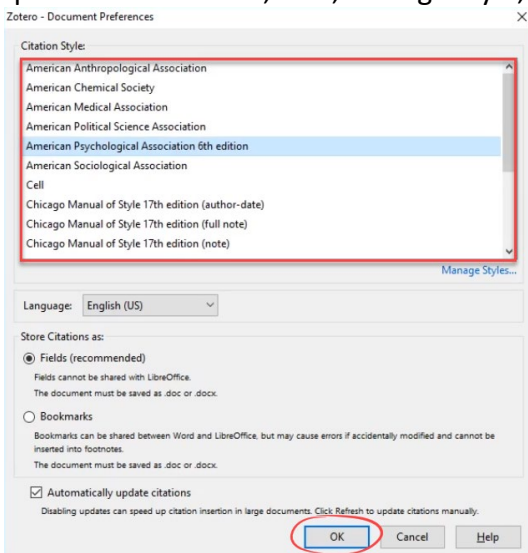 Zotero - Document Preferences
Citation Style:
American Anthropological Association
American Chemical Society
American Medical Association
American Political Science Association
American Psychological Association 6th edition
American Sociological Association
Cell
Chicago Manual of Style 17th edition (author-date)
Chicago Manual of Style 17th edition (full note)
Chicago Manual of Style 17th edition (note)
Manage Styles...
Language: English (US)
Store Citations as:
Fields (recommended)
Fields cannot be shared with LibreOffice.
The document must be saved as .doc or .docx.
Bookmarks
Bookmarks can be shared between Word and LibreOffice, but may cause errors if accidentally modified and cannot be
inserted into footnotes.
The document must be saved as .doc or .docx.
Automatically update citations
Disabling updates can speed up citation insertion in large documents. Click Refresh to update citations manually.
OK Cancel Help